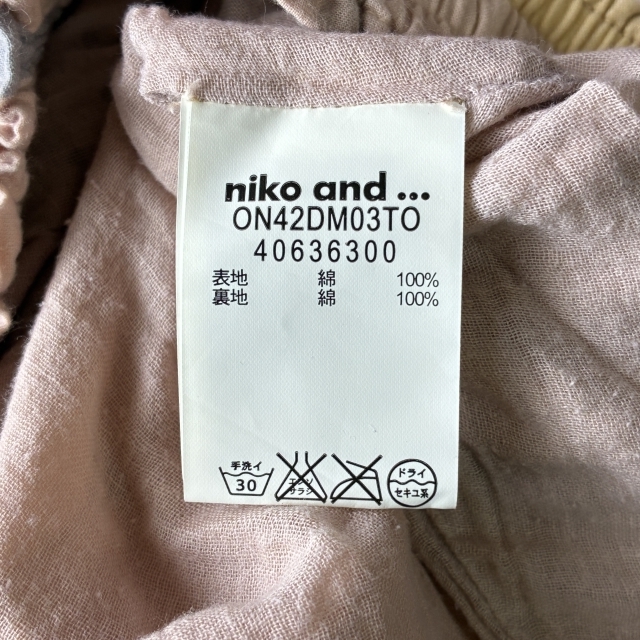 niko and ...
ON42DM03TO
40636300
表地 綿 100%
裏地 綿 100%
手洗イ
30
エンソ
サラシ
ドライ
セキユ系